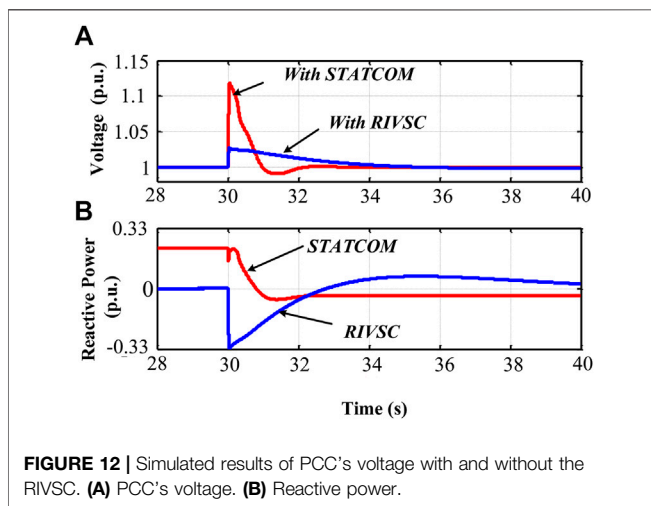 A
1.15
With STATCOM
1.1
With RIVSC
1.05
1
Voltage (p.u.)
28 30 32 34 36 38 40
B
0.33
STATCOM
0
RIVSC
-0.33
Reactive Power
(p.u.)
28 30 32 34 36 38 40
Time (s)
FIGURE 12 | Simulated results of PCC's voltage with and without the
RIVSC. (A) PCC's voltage. (B) Reactive power.